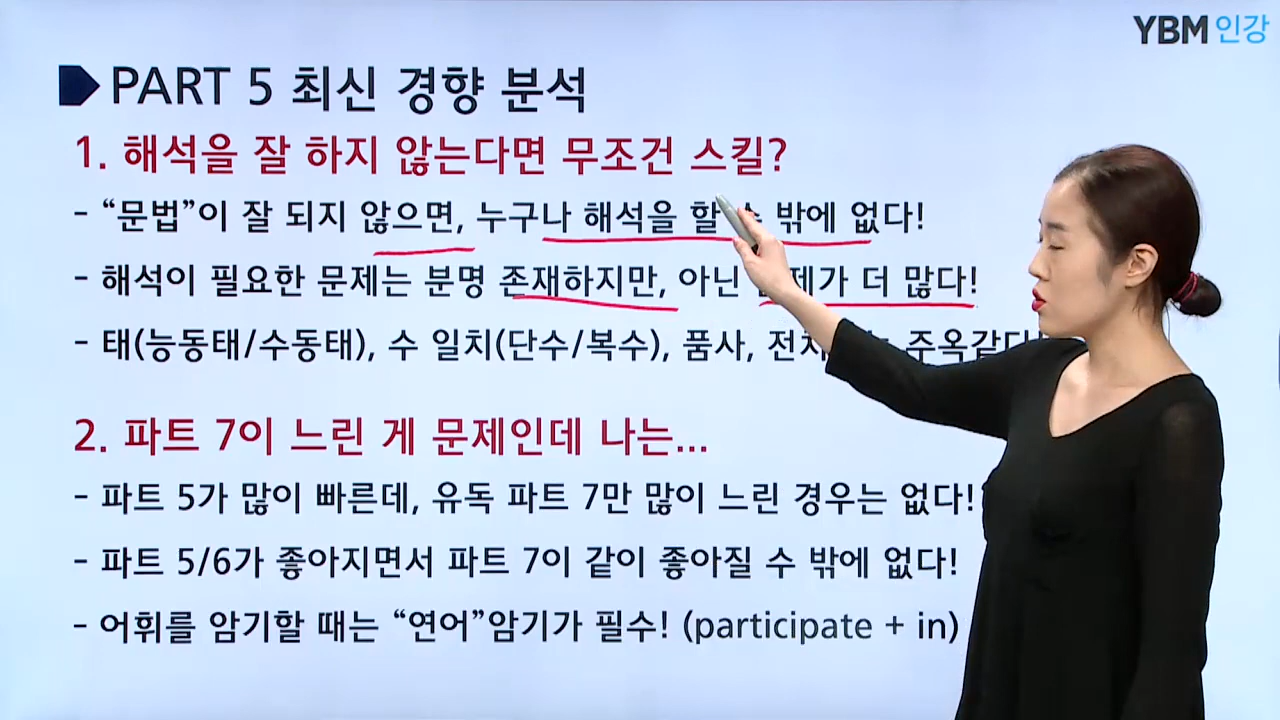 YBM 인강
PART 5 최신 경향 분석
1. 해석을 잘 하지 않는다면 무조건 스킬?
- “문법”이 잘 되지 않으면, 누구나 해석을 할 밖에 없다!
- 해석이 필요한 문제는 분명 존재하지만, 아닌 더 많다!
- 태(능동태/수동태), 수 일치(단수/복수), 품사, 주옥같다!
2. 파트 7이 느린 게 문제인데 나는...
- 파트 5가 많이 빠른데, 유독 파트 7만 많이 느린 경우는 없다!
- 파트 5/6가 좋아지면서 파트 7이 같이 좋아질 수 밖에 없다!
- 어휘를 암기할 때는 “연어”암기가 필수! (participate + in)